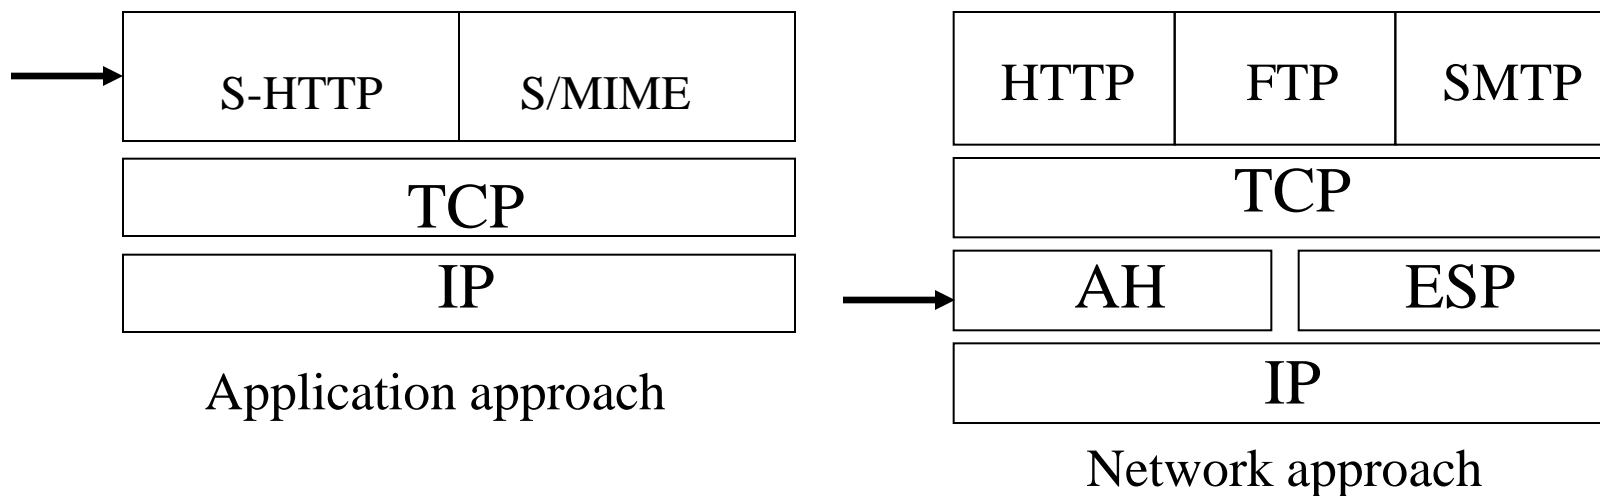 S-HTTP
S/MIME
TCP
IP
Application approach
HTTP
FTP
SMTP
TCP
AH
ESP
IP
Network approach